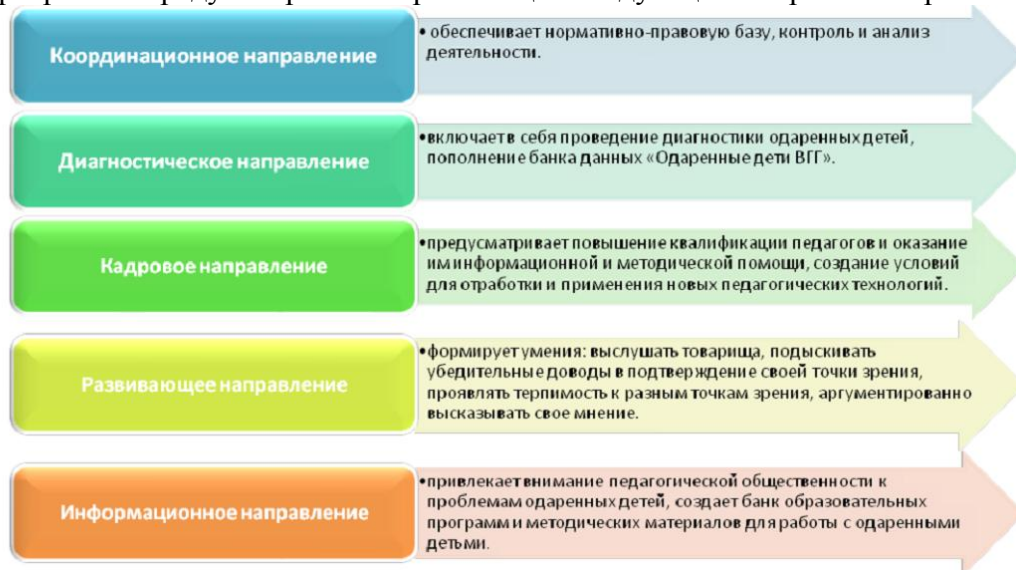 Координационное направление
• обеспечивает нормативно-правовую базу, контроль и анализ
деятельности.
Диагностическое направление
•включает в себя проведение диагностики одаренных детей,
пополнение банка данных «Одаренные дети ВГГ».
Кадровое направление
•предусматривает повышение квалификации педагогов и оказание
им информационной и методической помощи, создание условий
для отработки и применения новых педагогических технологий.
Развивающее направление
•формирует умения: выслушать товарища, подыскивать
убедительные доводы в подтверждение своей точки зрения,
проявлять терпимость к разным точкам зрения, аргументированно
высказывать свое мнение.
Информационное направление
•привлекает внимание педагогической общественности к
проблемам одаренных детей, создает банк образовательных
программ и методических материалов для работы с одаренными
детьми.